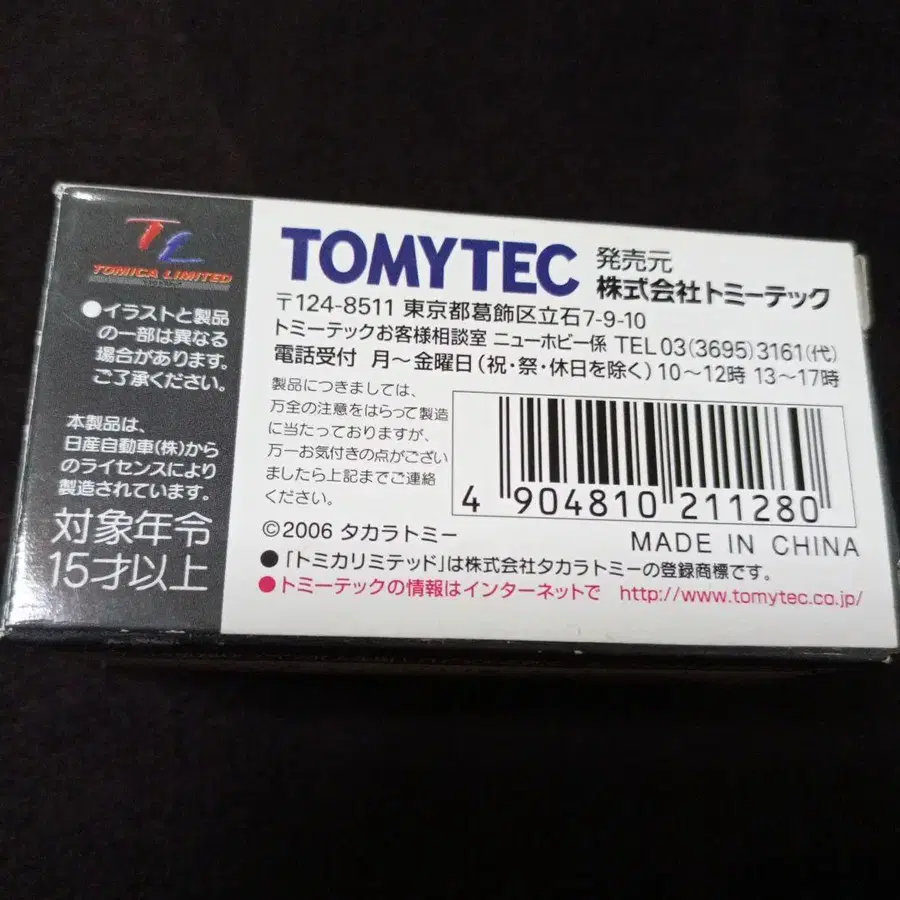 TL
TOMICA LIMITED
●イラストと製品
の一部は異なる
場合があります。
ご了承ください。
本製品は、
日産自動車(株)から
のライセンスにより
製造されています。
対象年令
15才以上
TOMYTEC 発売元
株式会社トミーテック
〒124-8511 東京都葛飾区立石7-9-10
トミーテックお客様相談室 ニューホビー係 TEL 03(3695)3161(代)
電話受付 月〜金曜日(祝・祭・休日を除く) 10〜12時 13〜17時
製品につきましては、
万全の注意をはらって製造
に当たっておりますが、
万一お気付きの点がござい
ましたら上記までご連絡
ください。
4 904810 211280
©2006 タカラトミー
MADE IN CHINA
●「トミカリミテッド」は株式会社タカラトミーの登録商標です。
●トミーテックの情報はインターネットで http://www.tomytec.co.jp/